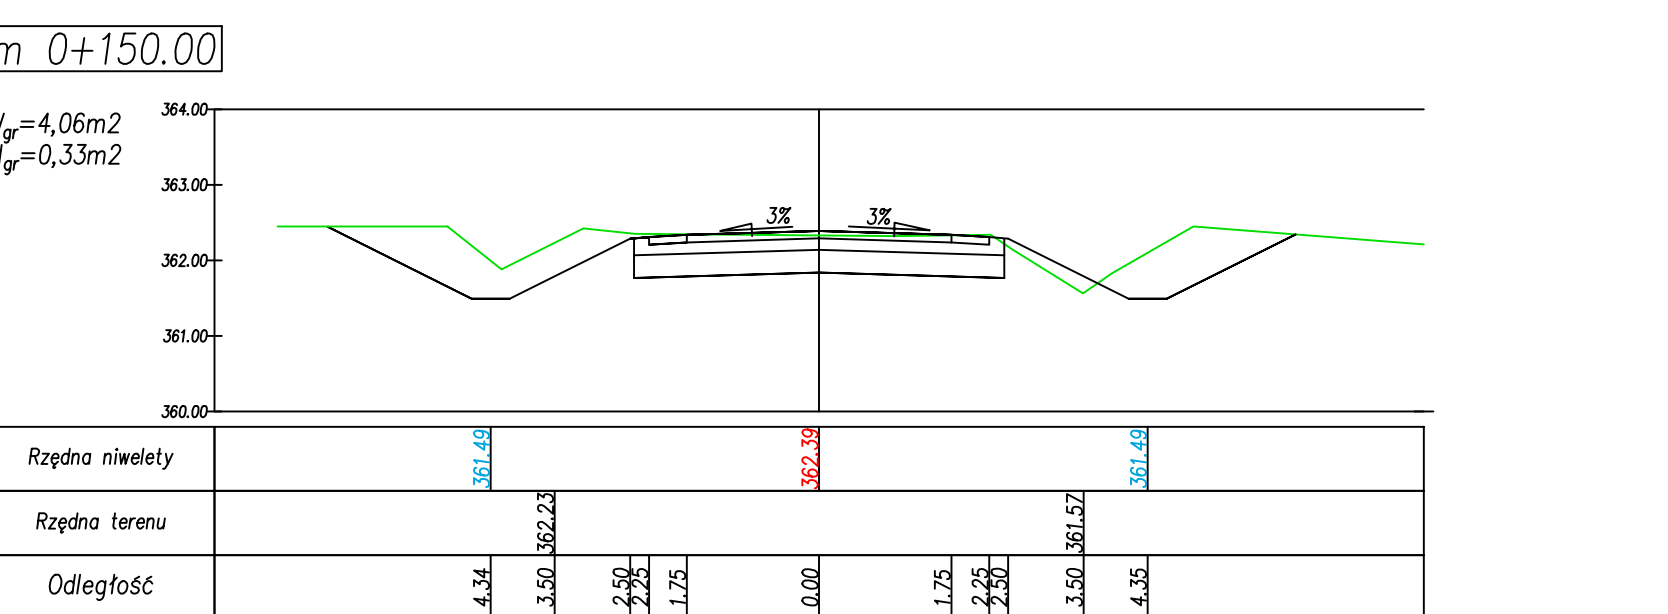 m 0+150.00
364.00
gr=4,06m2
gr=0,33m2
363.00
3% 3%
362.00
361.00
360.00
Rzędna niwelety 361.49 362.39 361.49
Rzędna terenu 362.23 361.57
Odległość 4.34 3.50 2.50 2.25 1.75 0.00 1.75 2.25 2.50 3.50 4.35